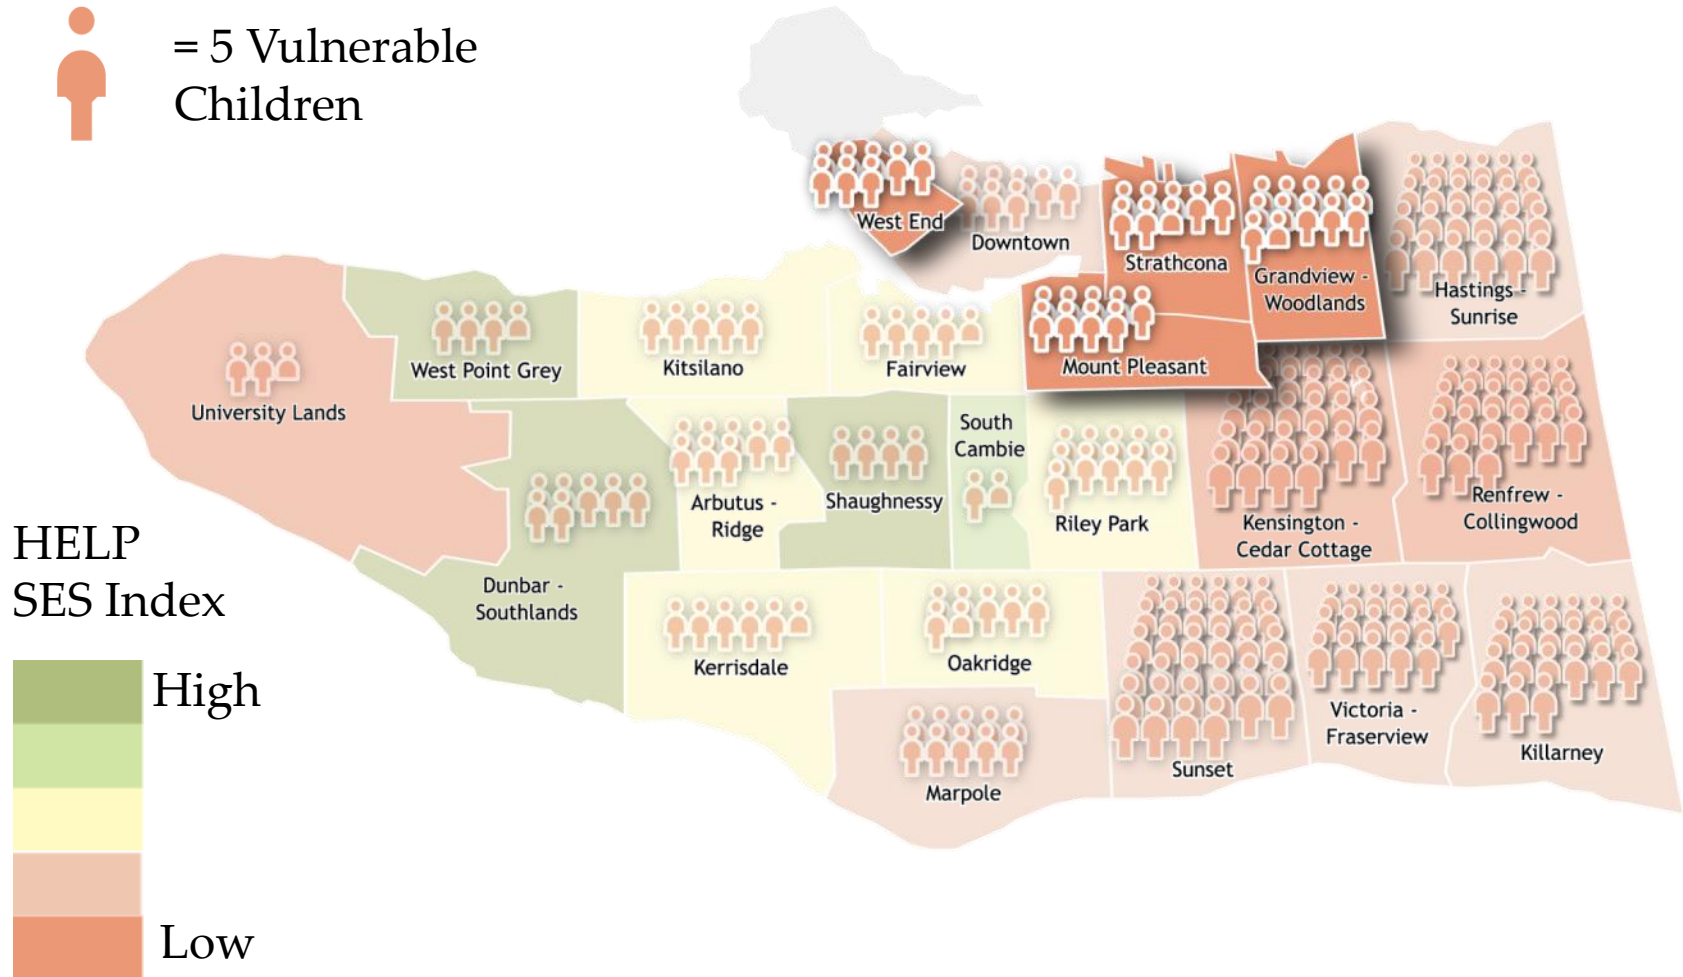 = 5 Vulnerable
Children
West End
Downtown
Strathcona
Grandview -
Woodlands
Hastings -
Sunrise
University Lands
West Point Grey
Kitsilano
Fairview
Mount Pleasant
South
Cambie
Arbutus -
Ridge
Shaughnessy
Riley Park
Kensington -
Cedar Cottage
Renfrew -
Collingwood
Dunbar -
Southlands
Kerrisdale
Oakridge
Marpole
Sunset
Victoria -
Fraserview
Killarney
HELP
SES Index
High
Low